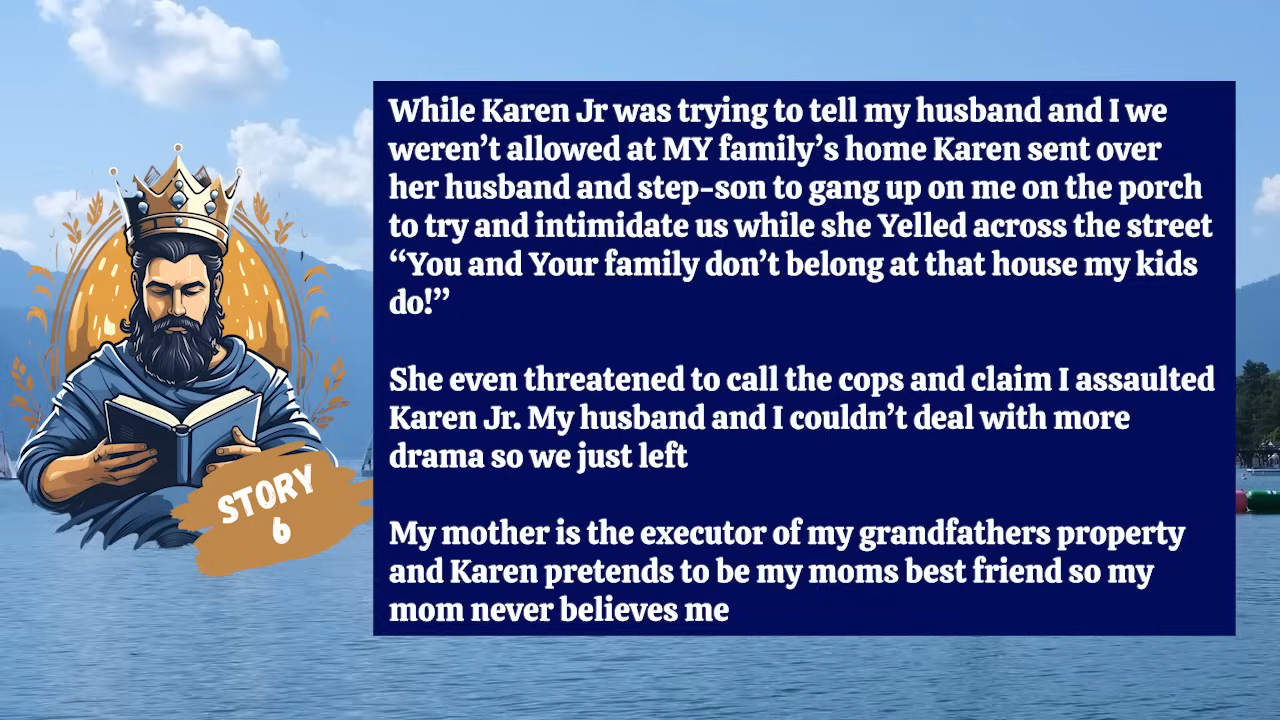 While Karen Jr was trying to tell my husband and I we
weren’t allowed at MY family’s home Karen sent over
her husband and step-son to gang up on me on the porch
to try and intimidate us while she Yelled across the street
“You and Your family don’t belong at that house my kids
do!”
She even threatened to call the cops and claim I assaulted
Karen Jr. My husband and I couldn’t deal with more
drama so we just left
My mother is the executor of my grandfathers property
and Karen pretends to be my moms best friend so my
mom never believes me
STORY
6